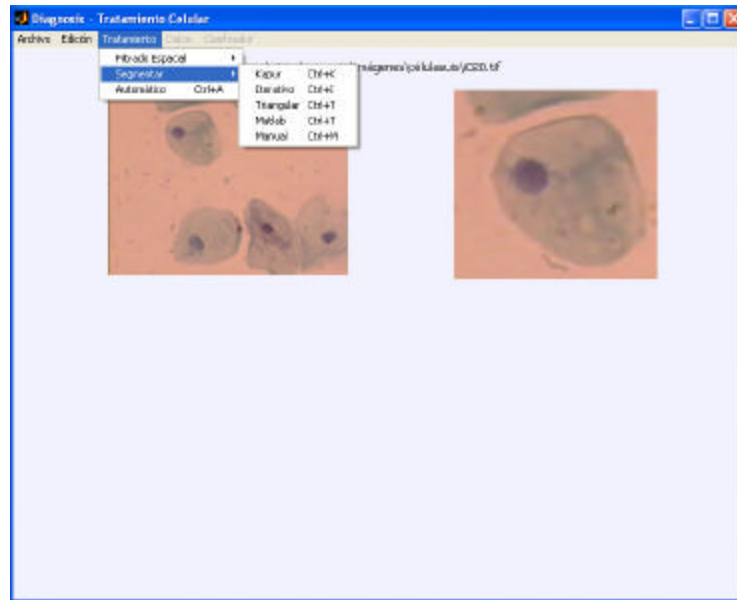 Diagnosis - Tratamiento Celular
Archivo Edición Tratamiento Clasificador
Filtrado Espacial
Segmentar
Automático Ctrl+A
Kapur Ctrl+K
Iterativo Ctrl+I
Triangular Ctrl+T
Matlab Ctrl+T
Manual Ctrl+M